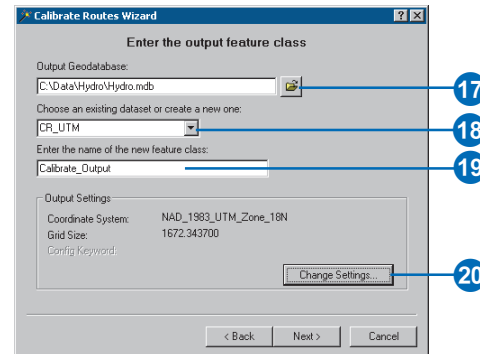 Calibrate Routes Wizard
Enter the output feature class
Output Geodatabase:
C:\Data\Hydro\Hydro.mdb
17
Choose an existing dataset or create a new one:
CR_UTM
18
Enter the name of the new feature class:
Calibrate_Output
19
Output Settings
Coordinate System: NAD_1983_UTM_Zone_18N
Grid Size: 1672.343700
Config Keyword:
Change Settings...
20
< Back Next > Cancel